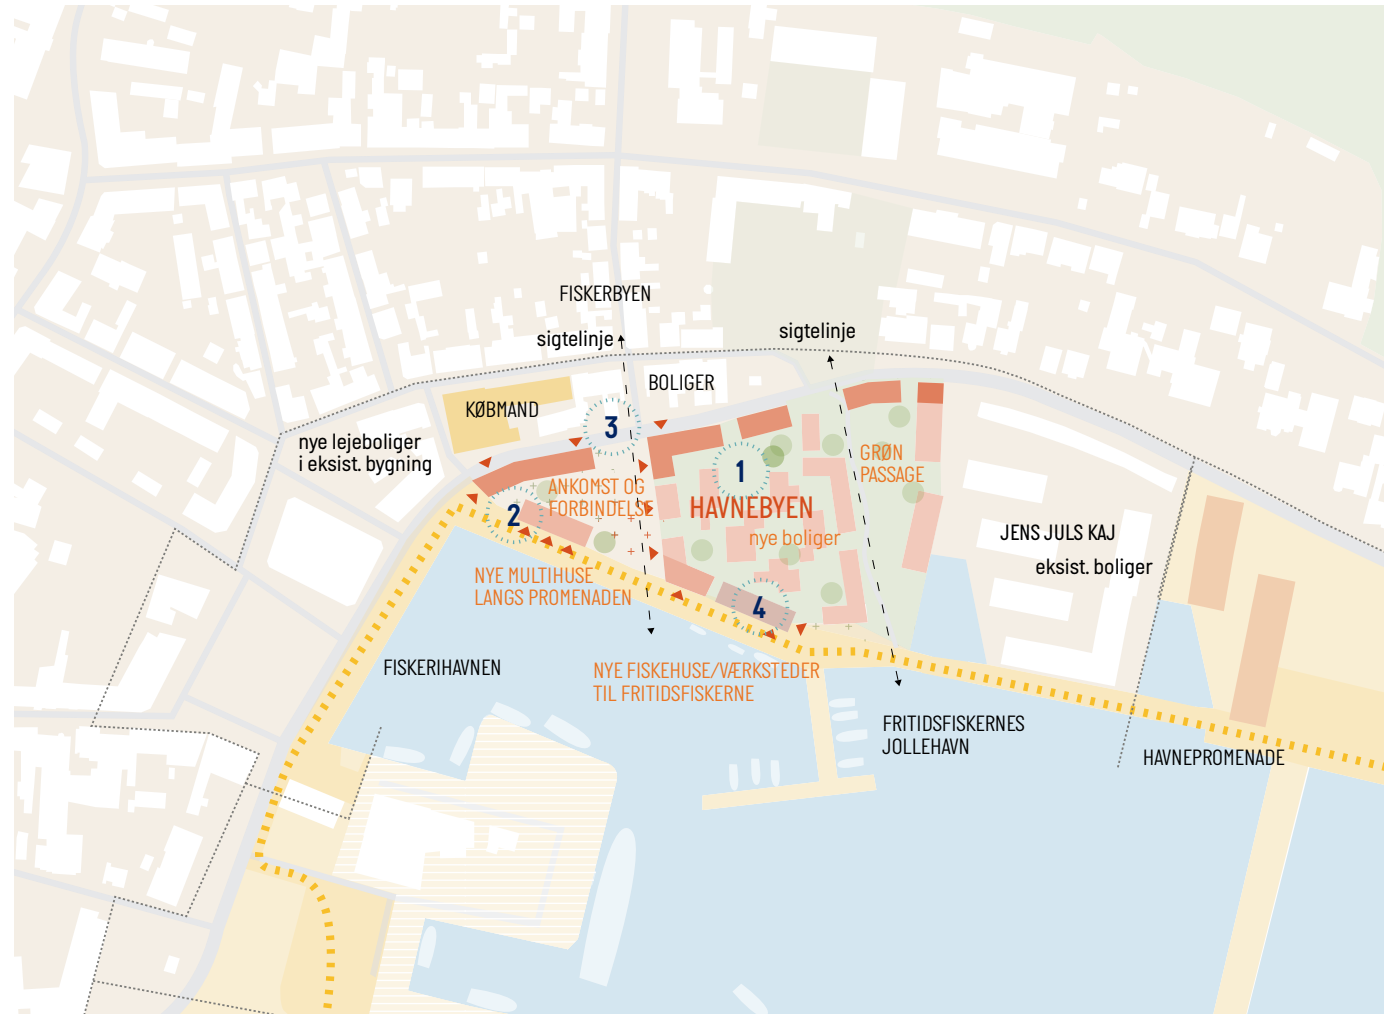 FISKERBYEN
sigtelinje
sigtelinje
BOLIGER
KØBMAND
3
nye lejeboliger
i eksist. bygning
1
GRØN
PASSAGE
ANKOMST OG
FORBINDELSE
HAVNEBYEN
nye boliger
2
JENS JULS KAJ
eksist. boliger
NYE MULTIHUSE
LANGS PROMENADEN
4
FISKERIHAVNEN
NYE FISKEHUSE/VÆRKSTEDER
TIL FRITIDSFISKERNE
FRITIDSFISKERNES
JOLLEHAVN
HAVNEPROMENADE